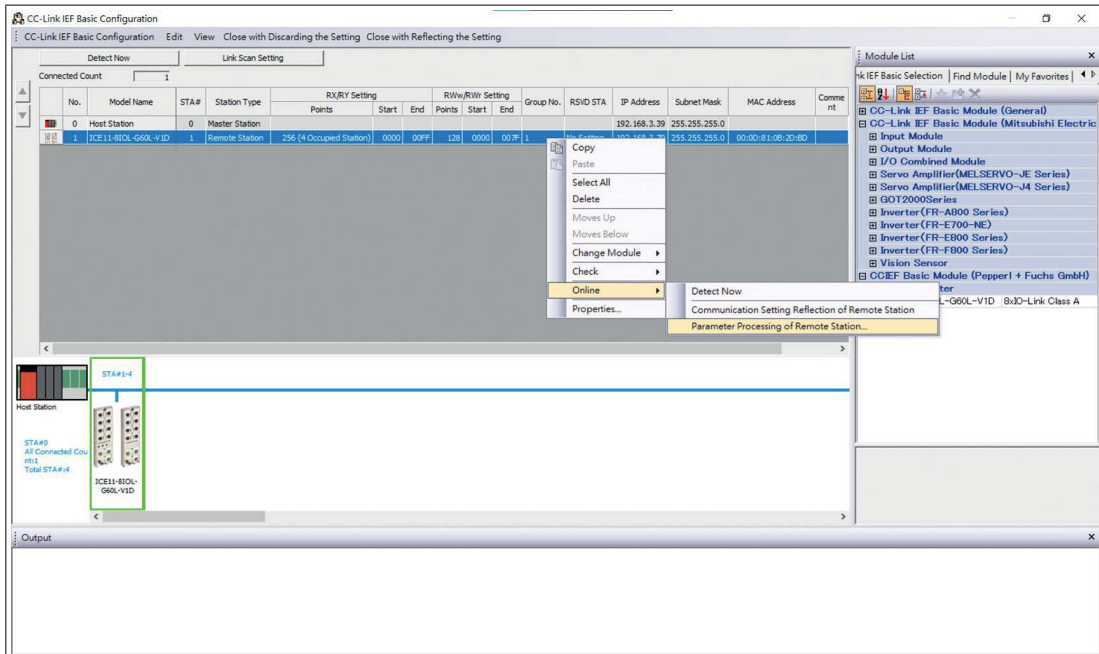 CC-Link IEF Basic Configuration
CC-Link IEF Basic Configuration Edit View Close with Discarding the Setting Close with Reflecting the Setting
Detect Now Link Scan Setting
Connected Count 1
No. Model Name STA# Station Type RX/RY Setting RWw/RWr Setting Group No. RSVD STA IP Address Subnet Mask MAC Address Comme
nt
Points Start End Points Start End
0 Host Station 0 Master Station 192.168.3.39 255.255.255.0
1 ICE11-8IOL-G60L-V1D 1 Remote Station 256 (4 Occupied Station) 0000 00FF 128 0000 007F 1 No Setting 192.168.3.70 255.255.255.0 00:0D:81:0B:2D:BD
Copy
Paste
Select All
Delete
Moves Up
Moves Below
Change Module
Check
Online
Properties...
Detect Now
Communication Setting Reflection of Remote Station
Parameter Processing of Remote Station...
STA#1-4
Host Station
STA#0
All Connected Cou
nt:1
Total STA#:4
ICE11-8IOL-
G60L-V1D
Output
Module List
nk IEF Basic Selection Find Module My Favorites
CC-Link IEF Basic Module (General)
CC-Link IEF Basic Module (Mitsubishi Electric
Input Module
Output Module
I/O Combined Module
Servo Amplifier(MELSERVO-JE Series)
Servo Amplifier(MELSERVO-J4 Series)
GOT2000Series
Inverter(FR-A800 Series)
Inverter(FR-E700-NE)
Inverter(FR-E800 Series)
Inverter(FR-F800 Series)
Vision Sensor
CCIEF Basic Module (Pepperl + Fuchs GmbH)
ter
L-G60L-V1D 8xIO-Link Class A